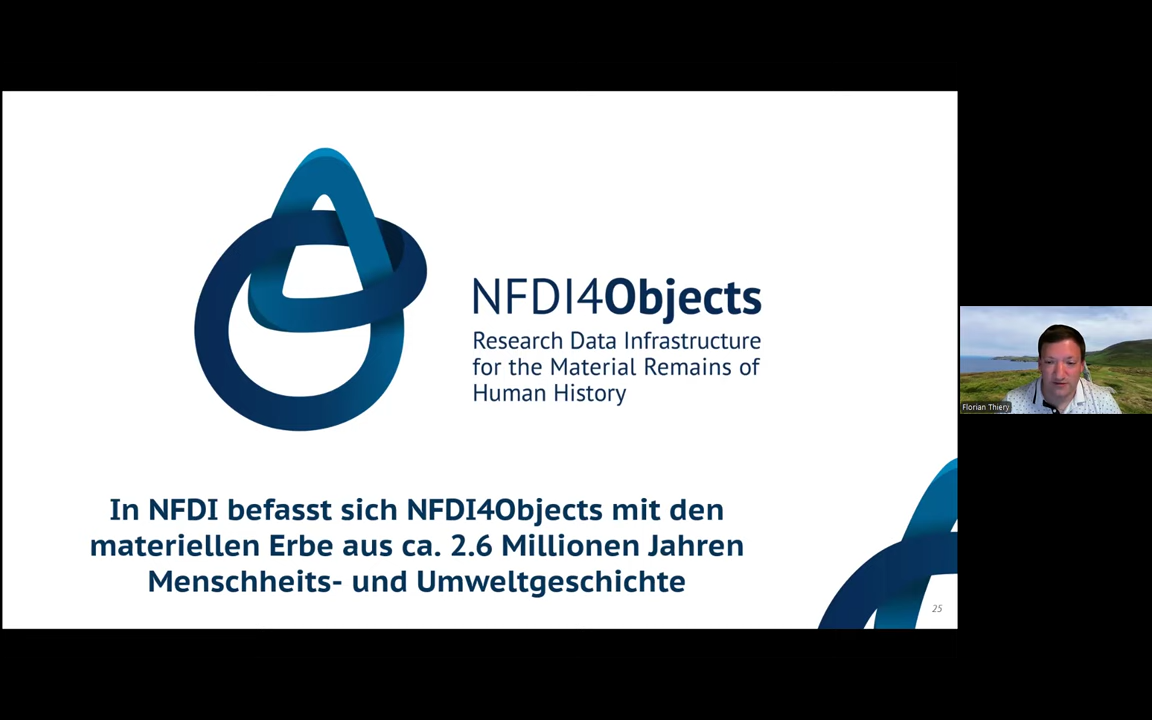 NFDI4Objects
Research Data Infrastructure
for the Material Remains of
Human History
In NFDI befasst sich NFDI4Objects mit den
materiellen Erbe aus ca. 2.6 Millionen Jahren
Menschheits- und Umweltgeschichte
25
Florian Thiery